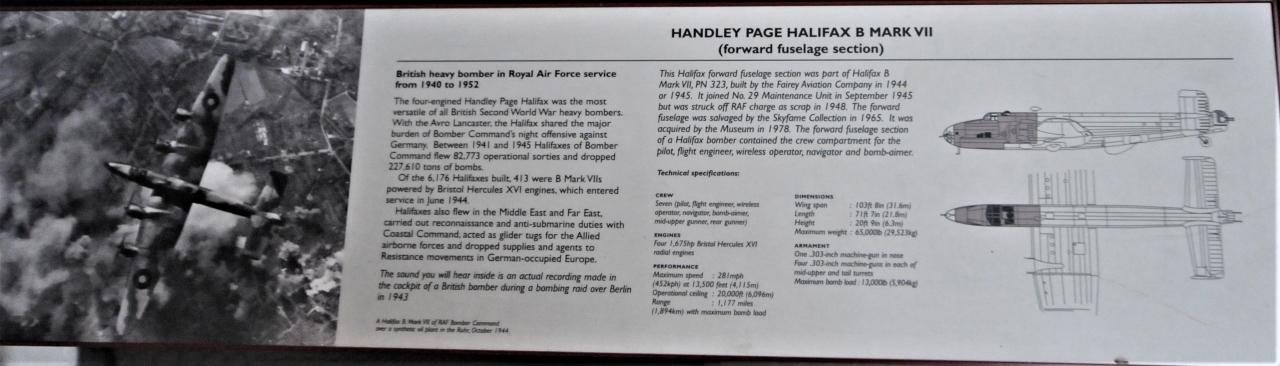 HANDLEY PAGE HALIFAX B MARK VII
(forward fuselage section)
British heavy bomber in Royal Air Force service
from 1940 to 1952
The four-engined Handley Page Halifax was the most
versatile of all British Second World War heavy bombers.
With the Avro Lancaster, the Halifax shared the major
burden of Bomber Command's night offensive against
Germany. Between 1941 and 1945 Halifaxes of Bomber
Command flew 82,773 operational sorties and dropped
227,610 tons of bombs.
Of the 6,176 Halifaxes built, 413 were B Mark VIIs
powered by Bristol Hercules XVI engines, which entered
service in June 1944.
Halifaxes also flew in the Middle East and Far East,
carried out reconnaissance and anti-submarine duties with
Coastal Command, acted as glider tugs for the Allied
airborne forces and dropped supplies and agents to
Resistance movements in German-occupied Europe.
The sound you will hear inside is an actual recording made in
the cockpit of a British bomber during a bombing raid over Berlin
in 1943
A Halifax B Mark VII of RAF Bomber Command
over a synthetic oil plant in the Ruhr, October 1944
This Halifax forward fuselage section was part of Halifax B
Mark VII, PN 323, built by the Fairey Aviation Company in 1944
or 1945. It joined No. 29 Maintenance Unit in September 1945
but was struck off RAF charge as scrap in 1948. The forward
fuselage was salvaged by the Skyfame Collection in 1965. It was
acquired by the Museum in 1978. The forward fuselage section
of a Halifax bomber contained the crew compartment for the
pilot, flight engineer, wireless operator, navigator and bomb-aimer.
Technical specifications:
CREW
Seven (pilot, flight engineer, wireless
operator, navigator, bomb-aimer,
mid-upper gunner, rear gunner)
ENGINES
Four 1,675hp Bristol Hercules XVI
radial engines
PERFORMANCE
Maximum speed : 281mph
(452kph) at 13,500 feet (4,115m)
Operational ceiling : 20,000ft (6,096m)
Range : 1,177 miles
(1,894km) with maximum bomb load
DIMENSIONS
Wing span : 103ft 8in (31.6m)
Length : 71ft 7in (21.8m)
Height : 20ft 9in (6.3m)
Maximum weight : 65,000lb (29,523kg)
ARMAMENT
One .303-inch machine-gun in nose
Four .303-inch machine-guns in each of
mid-upper and tail turrets
Maximum bomb load : 13,000lb (5,904kg)